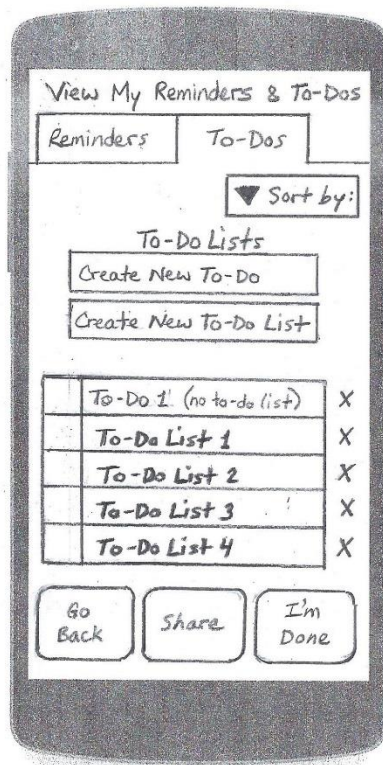 View My Reminders & To-Dos
Reminders
To-Dos
▼ Sort by:
To-Do Lists
Create New To-Do
Create New To-Do List
To-Do 1 (no to-do list) X
To-Do List 1 X
To-Do List 2 X
To-Do List 3 X
To-Do List 4 X
Go
Back
Share
I'm
Done